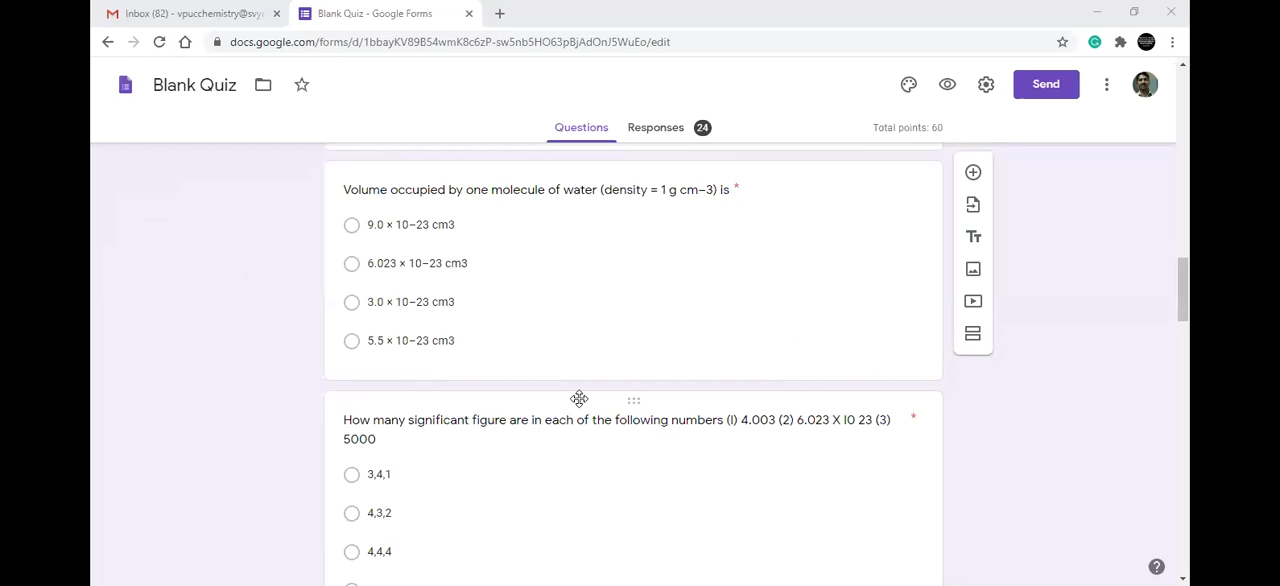 Inbox (82) - vpucchemistry@svy
Blank Quiz - Google Forms
docs.google.com/forms/d/1bbayKV89B54wmK8c6zP-sw5nb5HO63pBjAdOnJ5WuEo/edit
Blank Quiz
Send
Questions
Responses 24
Total points: 60
Volume occupied by one molecule of water (density = 1 g cm−3) is *
9.0 × 10−23 cm3
6.023 × 10−23 cm3
3.0 × 10−23 cm3
5.5 × 10−23 cm3
How many significant figure are in each of the following numbers (I) 4.003 (2) 6.023 X I0 23 (3) *
5000
3,4,1
4,3,2
4,4,4